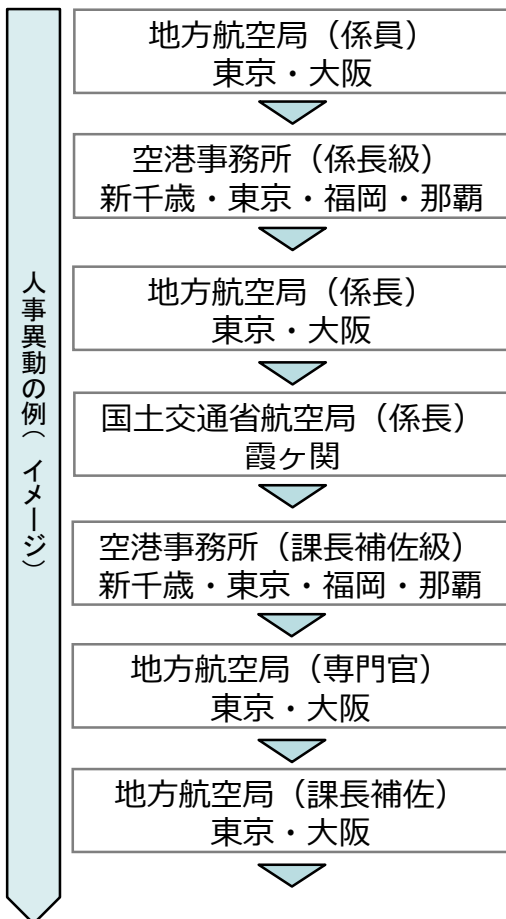 人事異動の例(イメージ)
地方航空局(係員)
東京・大阪
空港事務所(係長級)
新千歳・東京・福岡・那覇
地方航空局(係長)
東京・大阪
国土交通省航空局(係長)
霞ヶ関
空港事務所(課長補佐級)
新千歳・東京・福岡・那覇
地方航空局(専門官)
東京・大阪
地方航空局(課長補佐)
東京・大阪